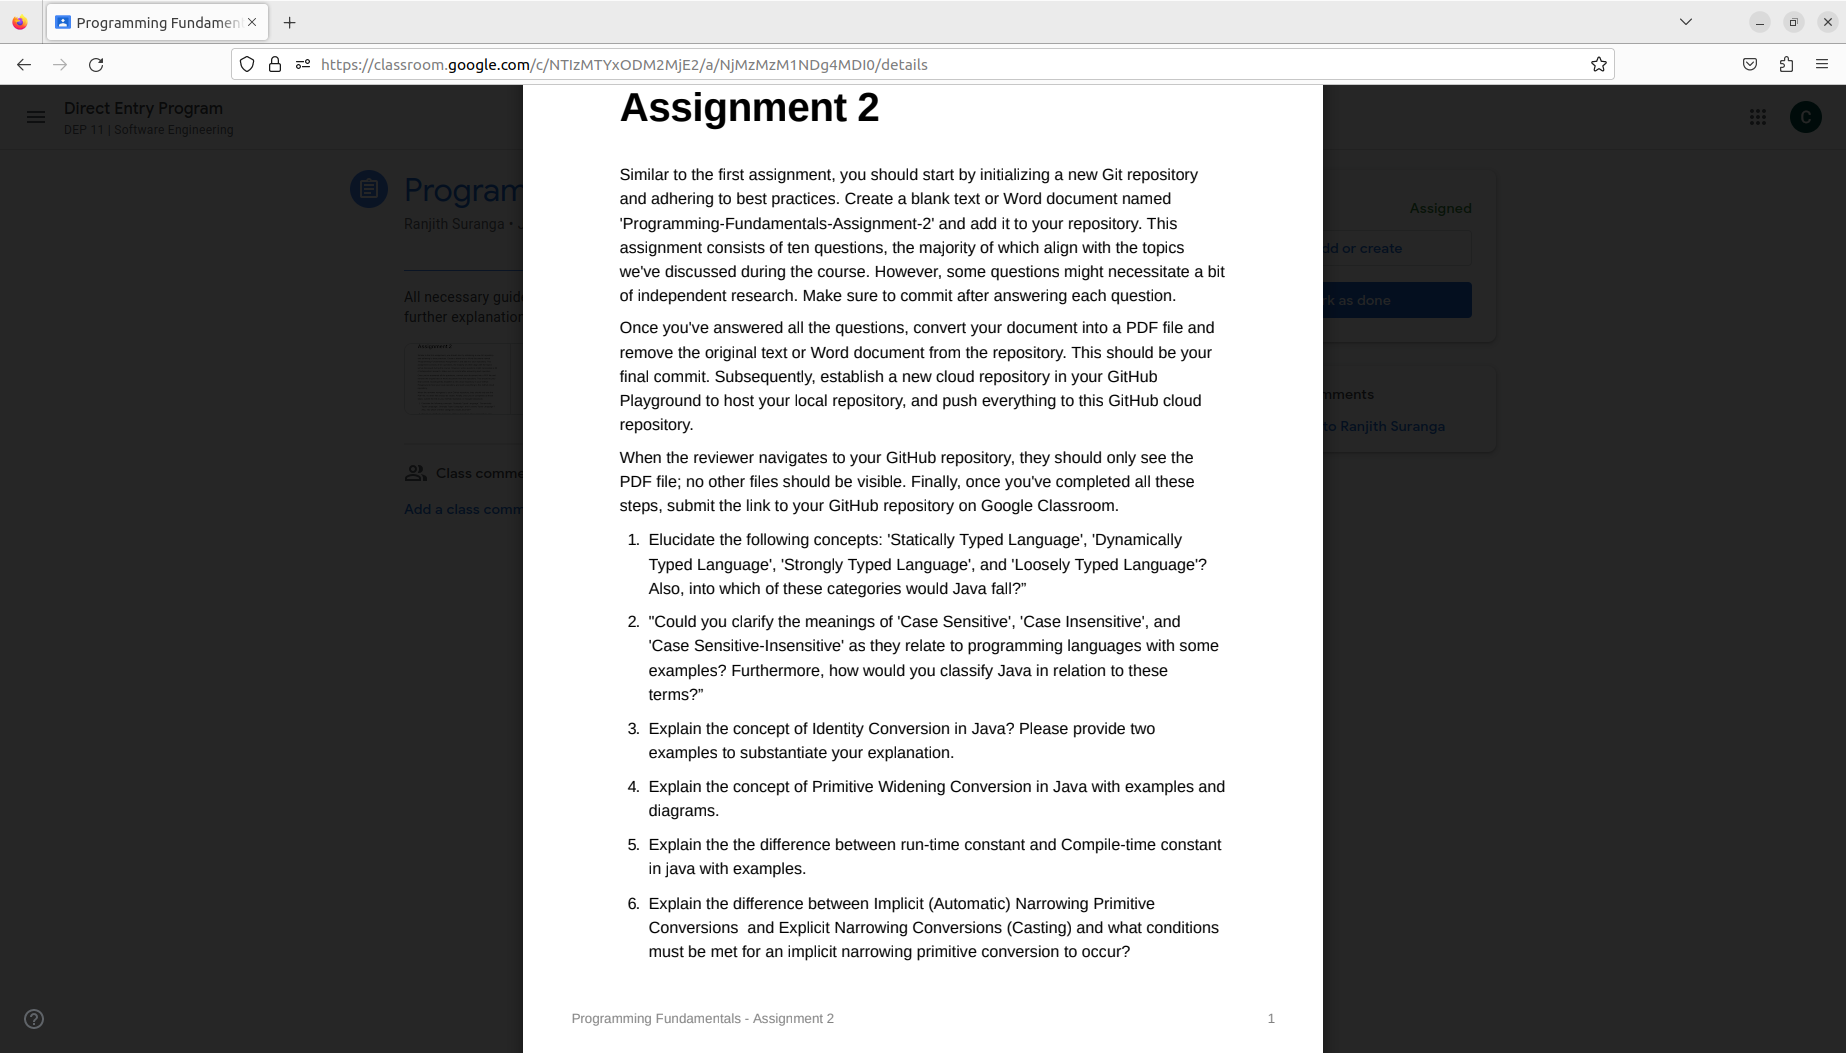 Programming Fundamen
https://classroom.google.com/c/NTIzMTYxODM2MjE2/a/NjMzMzM1NDg4MDI0/details
Direct Entry Program
DEP 11 | Software Engineering
C
Program
Ranjith Suranga •
Assigned
dd or create
rk as done
All necessary guid
further explanation
mments
to Ranjith Suranga
Class comme
Add a class comm
Assignment 2
Similar to the first assignment, you should start by initializing a new Git repository
and adhering to best practices. Create a blank text or Word document named
'Programming-Fundamentals-Assignment-2' and add it to your repository. This
assignment consists of ten questions, the majority of which align with the topics
we've discussed during the course. However, some questions might necessitate a bit
of independent research. Make sure to commit after answering each question.
Once you've answered all the questions, convert your document into a PDF file and
remove the original text or Word document from the repository. This should be your
final commit. Subsequently, establish a new cloud repository in your GitHub
Playground to host your local repository, and push everything to this GitHub cloud
repository.
When the reviewer navigates to your GitHub repository, they should only see the
PDF file; no other files should be visible. Finally, once you've completed all these
steps, submit the link to your GitHub repository on Google Classroom.
1. Elucidate the following concepts: 'Statically Typed Language', 'Dynamically
Typed Language', 'Strongly Typed Language', and 'Loosely Typed Language'?
Also, into which of these categories would Java fall?”
2. "Could you clarify the meanings of 'Case Sensitive', 'Case Insensitive', and
'Case Sensitive-Insensitive' as they relate to programming languages with some
examples? Furthermore, how would you classify Java in relation to these
terms?”
3. Explain the concept of Identity Conversion in Java? Please provide two
examples to substantiate your explanation.
4. Explain the concept of Primitive Widening Conversion in Java with examples and
diagrams.
5. Explain the the difference between run-time constant and Compile-time constant
in java with examples.
6. Explain the difference between Implicit (Automatic) Narrowing Primitive
Conversions  and Explicit Narrowing Conversions (Casting) and what conditions
must be met for an implicit narrowing primitive conversion to occur?
Programming Fundamentals - Assignment 2
1